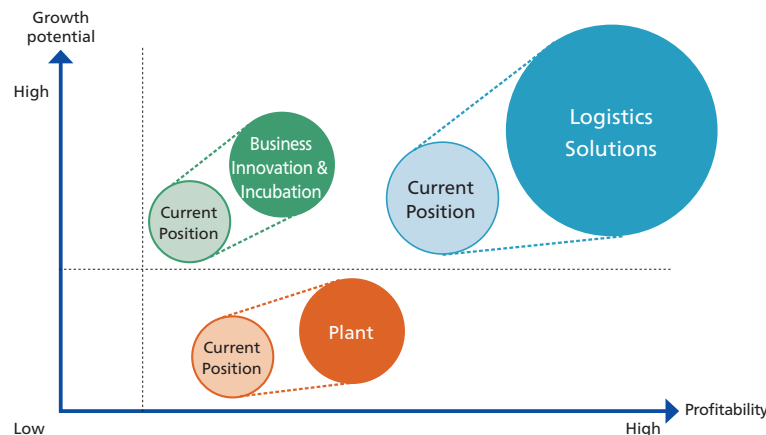 Growth
potential
High
Logistics
Solutions
Business
Innovation &
Incubation
Current
Position
Current
Position
Plant
Current
Position
Profitability
Low
High